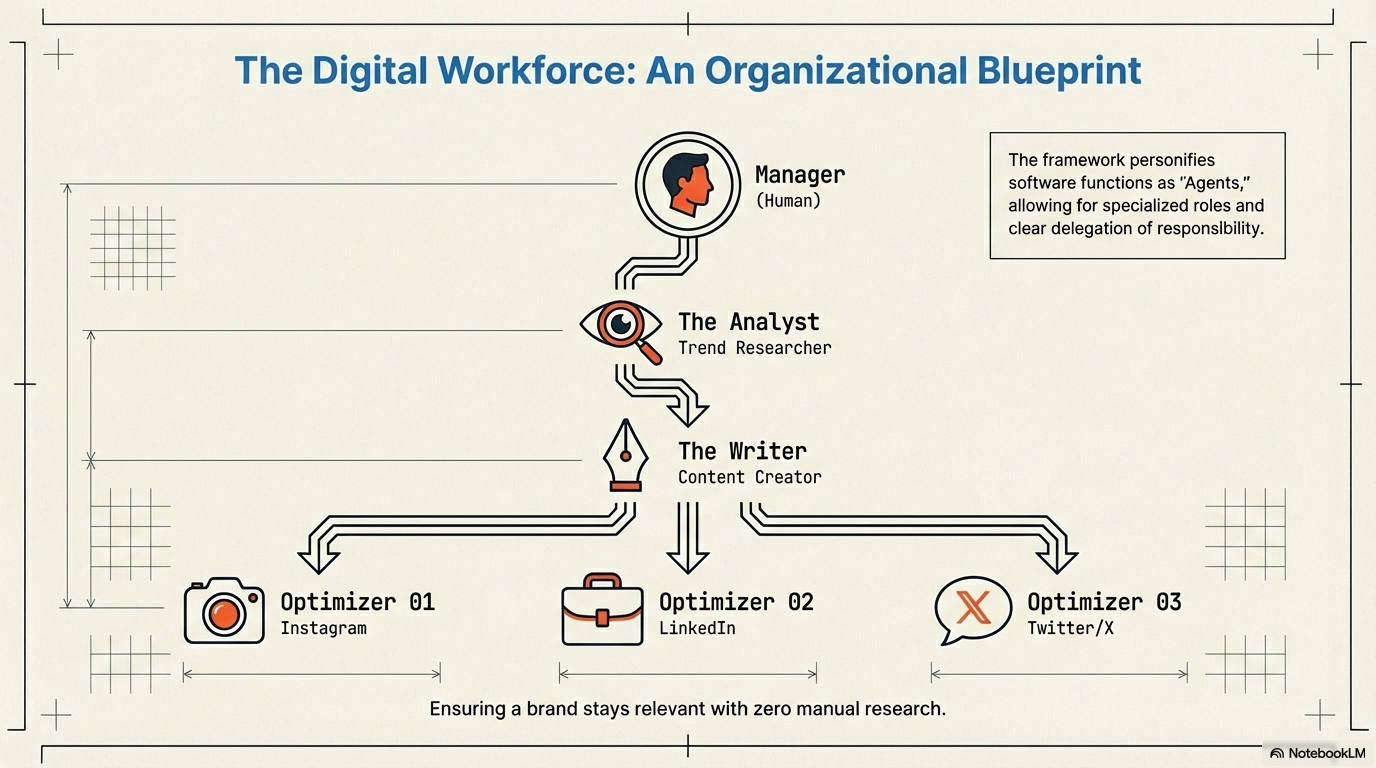 The Digital Workforce: An Organizational Blueprint
Manager
(Human)
The framework personifies
software functions as "Agents,"
allowing for specialized roles and
clear delegation of responsibility.
The Analyst
Trend Researcher
The Writer
Content Creator
Optimizer 01
Instagram
Optimizer 02
LinkedIn
X
Optimizer 03
Twitter/X
Ensuring a brand stays relevant with zero manual research.
NotebookLM